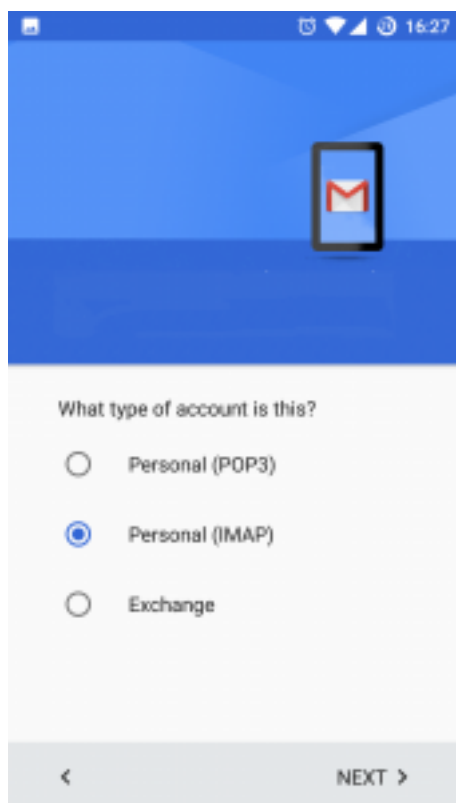 16:27
What type of account is this?
Personal (POP3)
Personal (IMAP)
Exchange
NEXT